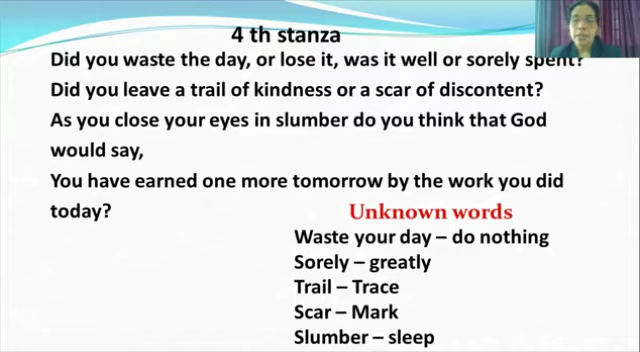 4 th stanza
Did you waste the day, or lose it, was it well or sorely spent?
Did you leave a trail of kindness or a scar of discontent?
As you close your eyes in slumber do you think that God
would say,
You have earned one more tomorrow by the work you did
today?
Unknown words
Waste your day – do nothing
Sorely – greatly
Trail – Trace
Scar – Mark
Slumber – sleep